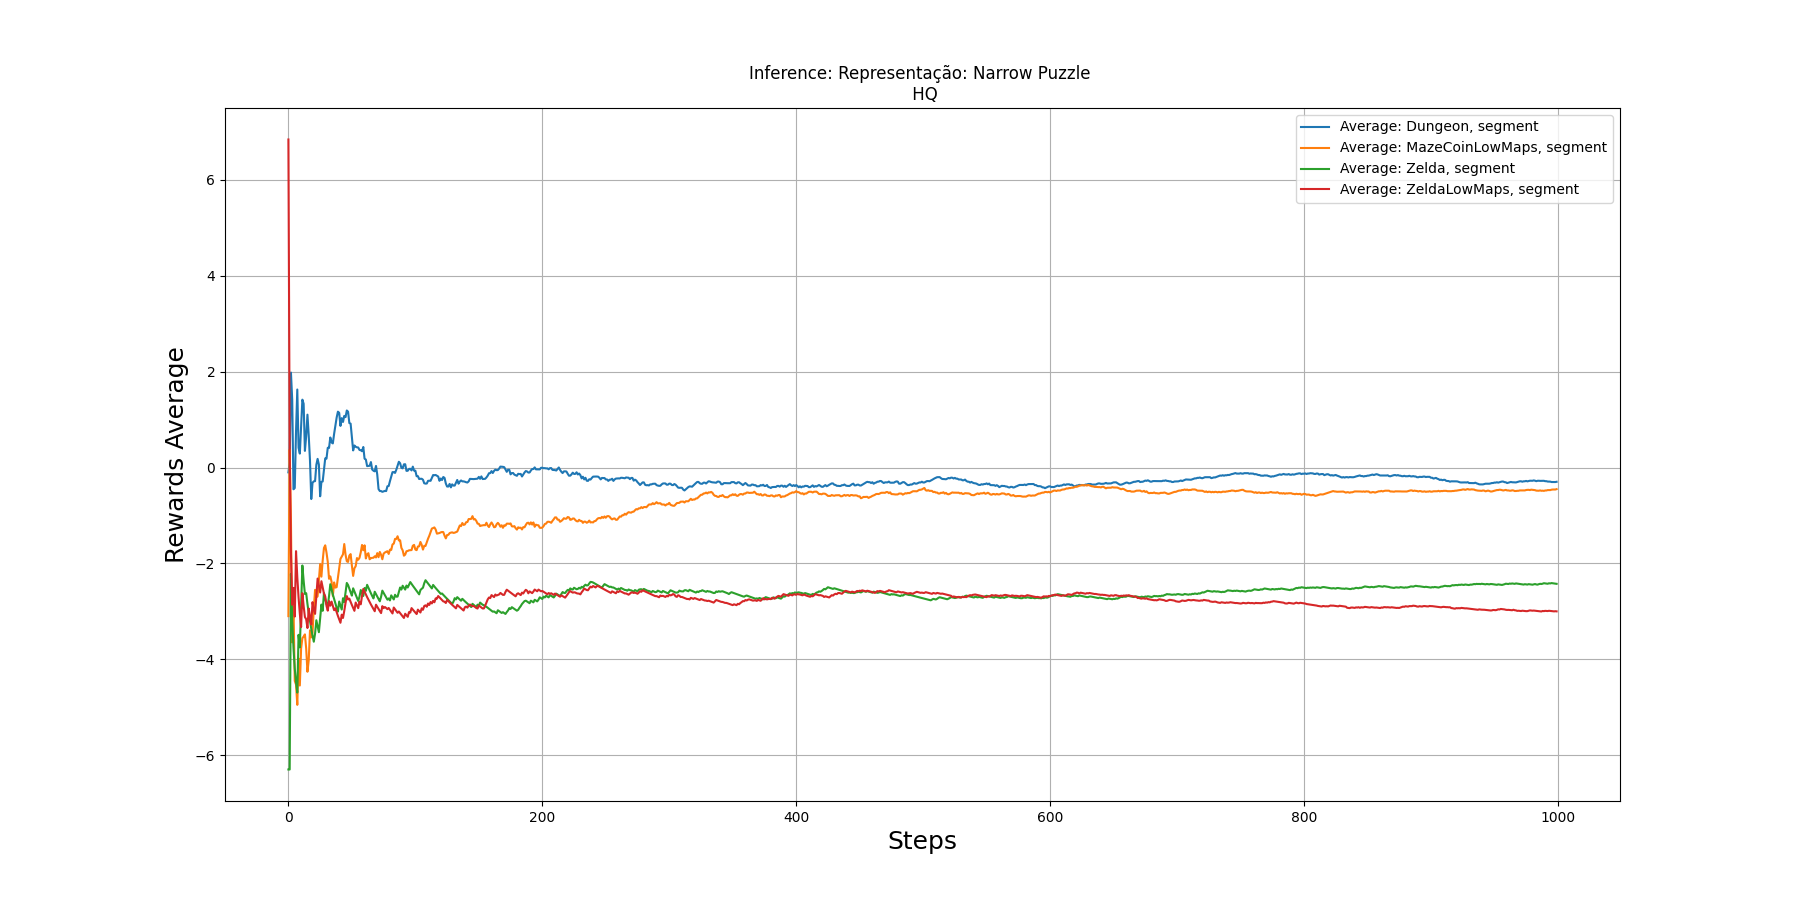 Inference: Representação: Narrow Puzzle
HQ
Average: Dungeon, segment
Average: MazeCoinLowMaps, segment
Average: Zelda, segment
Average: ZeldaLowMaps, segment
Rewards Average
6
4
2
0
−2
−4
−6
0
200
400
600
800
1000
Steps